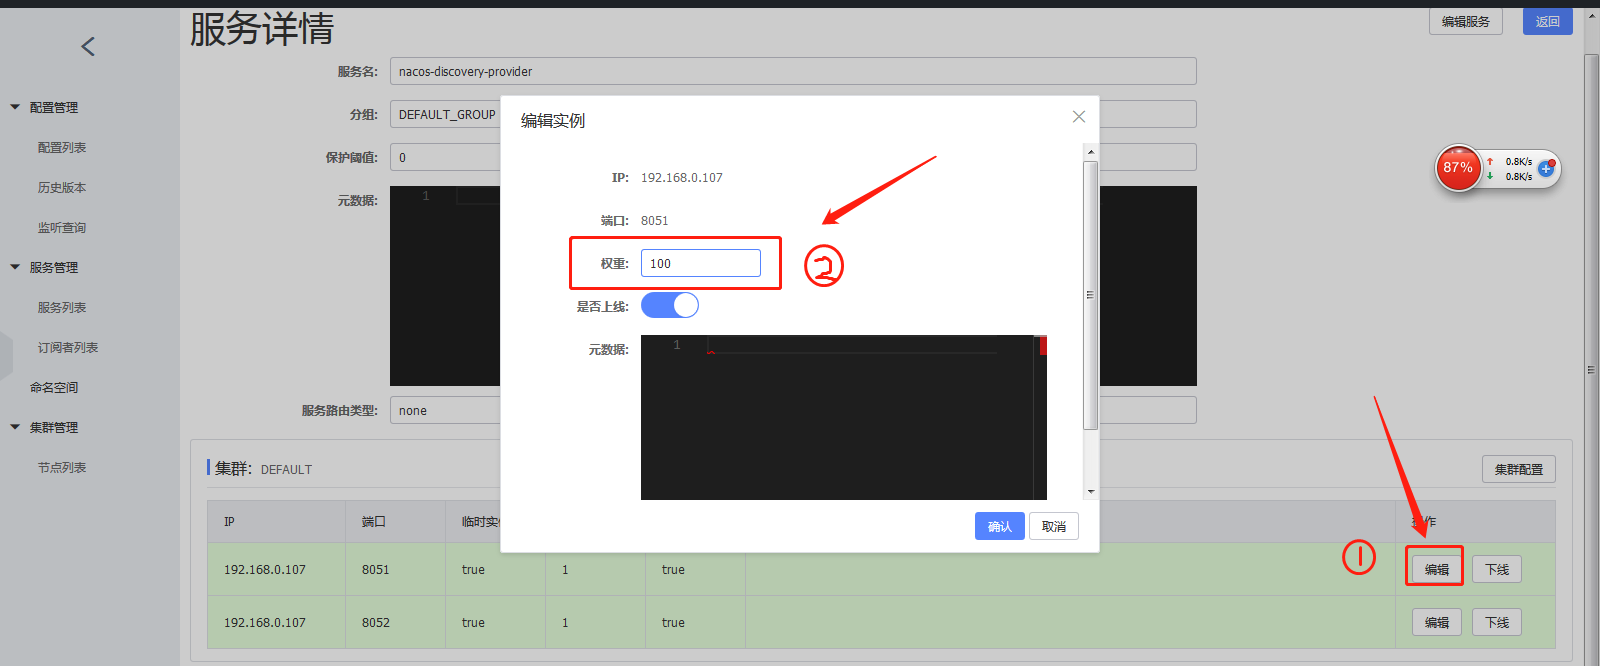 服务详情
编辑服务
返回
配置管理
配置列表
历史版本
监听查询
服务管理
服务列表
订阅者列表
命名空间
集群管理
节点列表
服务名: nacos-discovery-provider
分组: DEFAULT_GROUP
保护阈值: 0
元数据: 1
服务路由类型: none
编辑实例
IP: 192.168.0.107
端口: 8051
权重: 100
是否上线:
元数据: 1
确认 取消
②
87% 0.8K/s
0.8K/s
集群: DEFAULT
集群配置
IP 端口 临时实 作
192.168.0.107 8051 true 1 true 编辑 下线
①
192.168.0.107 8052 true 1 true 编辑 下线